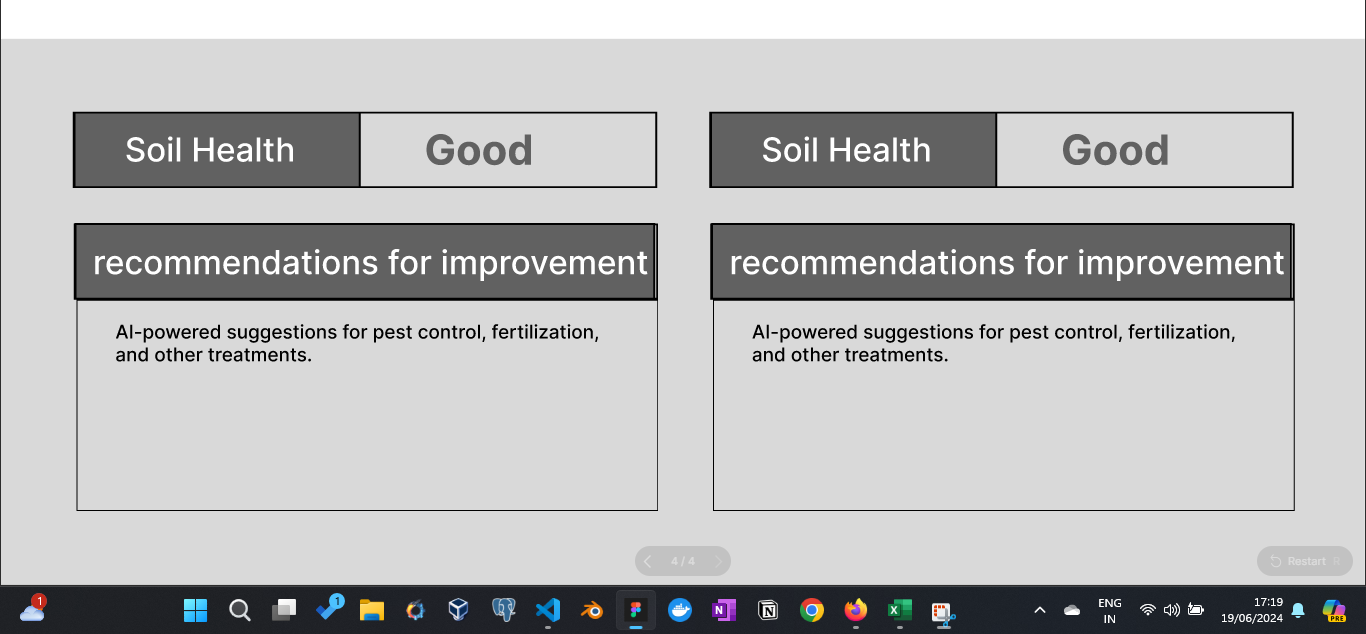 Soil Health
Good
Soil Health
Good
recommendations for improvement
recommendations for improvement
AI-powered suggestions for pest control, fertilization,
and other treatments.
AI-powered suggestions for pest control, fertilization,
and other treatments.
4 / 4
Restart R
1
1
N
N
X
ENG
IN
17:19
19/06/2024
PRE